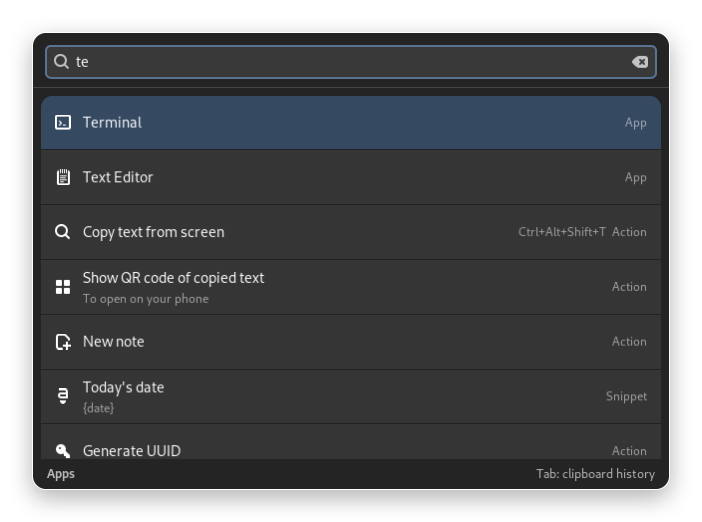 te
Terminal App
Text Editor App
Copy text from screen Ctrl+Alt+Shift+T Action
Show QR code of copied text Action
To open on your phone
New note Action
Today's date Snippet
{date}
Generate UUID Action
Apps Tab: clipboard history